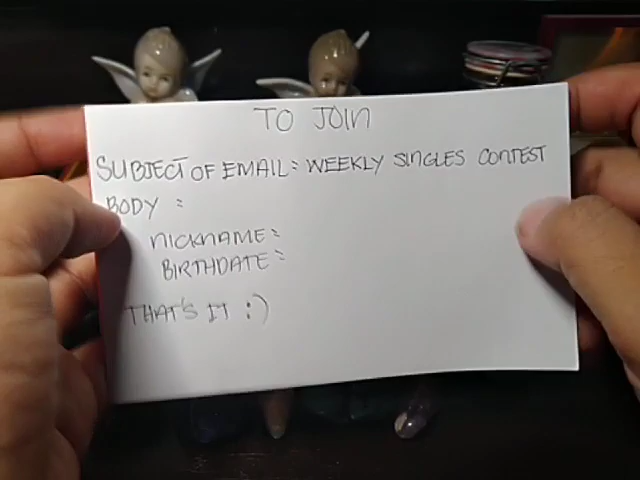 TO JOIN
SUBJECT OF EMAIL: WEEKLY SINGLES CONTEST
BODY :
NICKNAME:
BIRTHDATE:
THAT'S IT :)